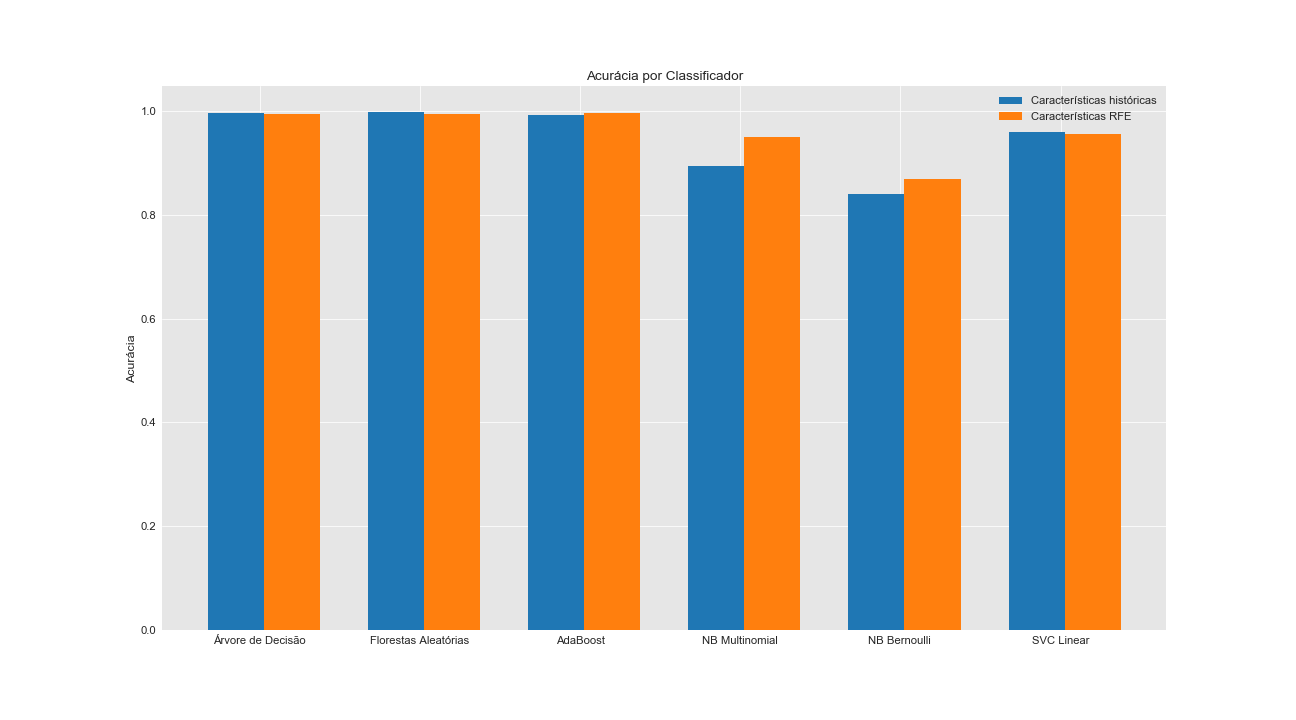 Acurácia por Classificador
Características históricas
Características RFE
1.0
0.8
0.6
0.4
0.2
0.0
Acurácia
Árvore de Decisão
Florestas Aleatórias
AdaBoost
NB Multinomial
NB Bernoulli
SVC Linear